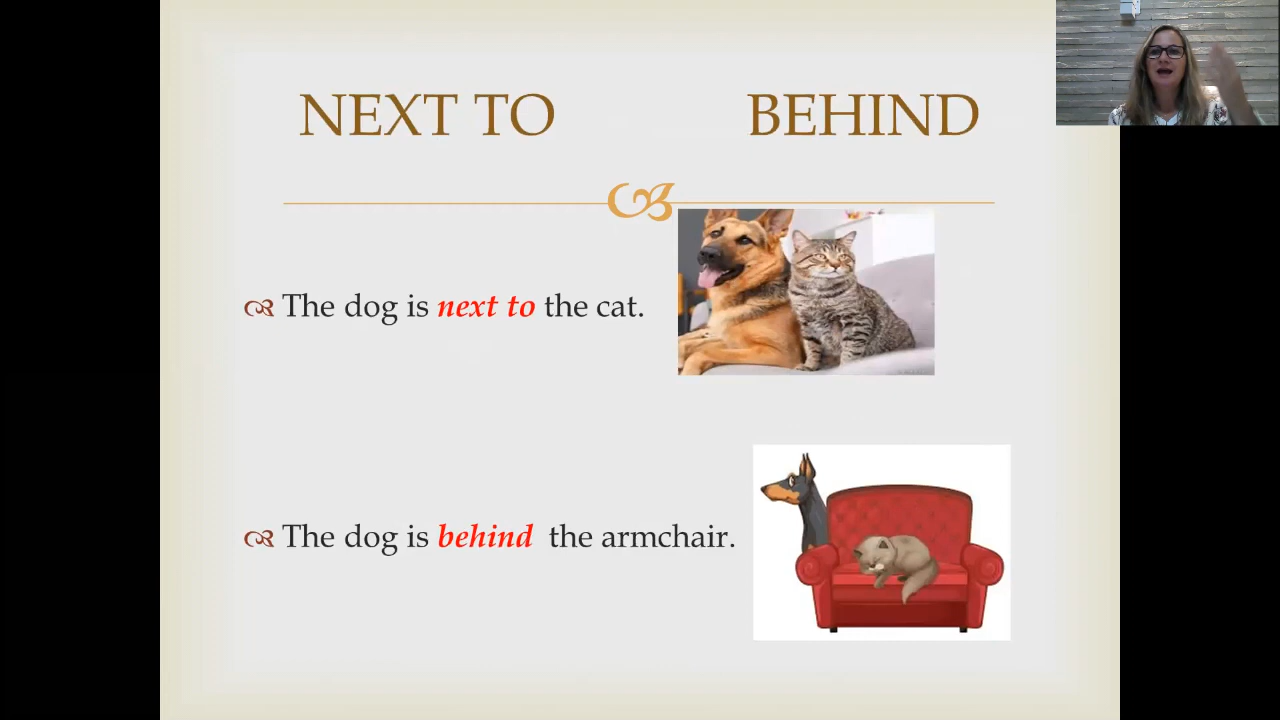 NEXT TO BEHIND
The dog is next to the cat.
The dog is behind the armchair.